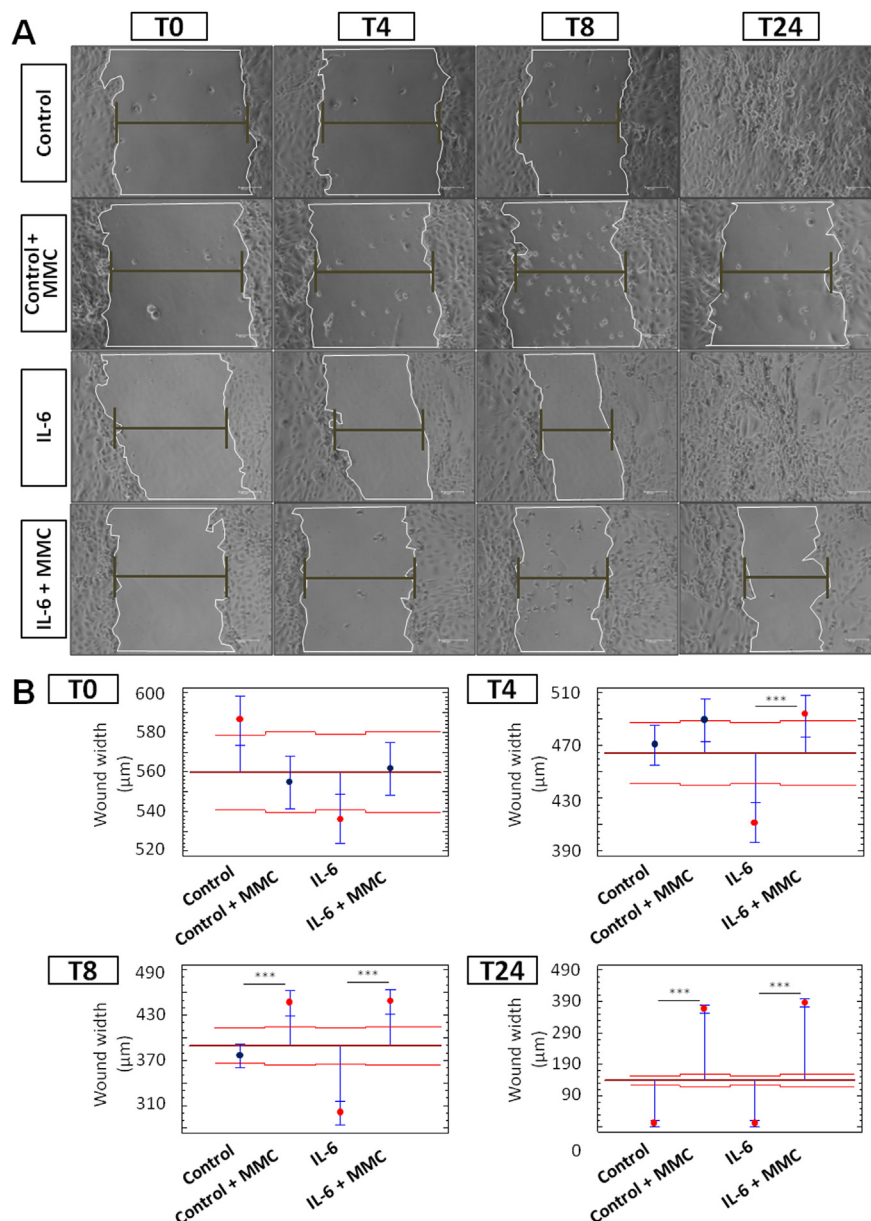 A
T0 T4 T8 T24
Control
Control +
MMC
IL-6
IL-6 + MMC
B
T0
Wound width
(µm)
600
580
560
540
520
Control
Control + MMC
IL-6
IL-6 + MMC
T4
Wound width
(µm)
510
470
430
390
***
Control
Control + MMC
IL-6
IL-6 + MMC
T8
Wound width
(µm)
490
430
370
310
***
***
Control
Control + MMC
IL-6
IL-6 + MMC
T24
Wound width
(µm)
490
390
290
190
90
0
***
***
Control
Control + MMC
IL-6
IL-6 + MMC